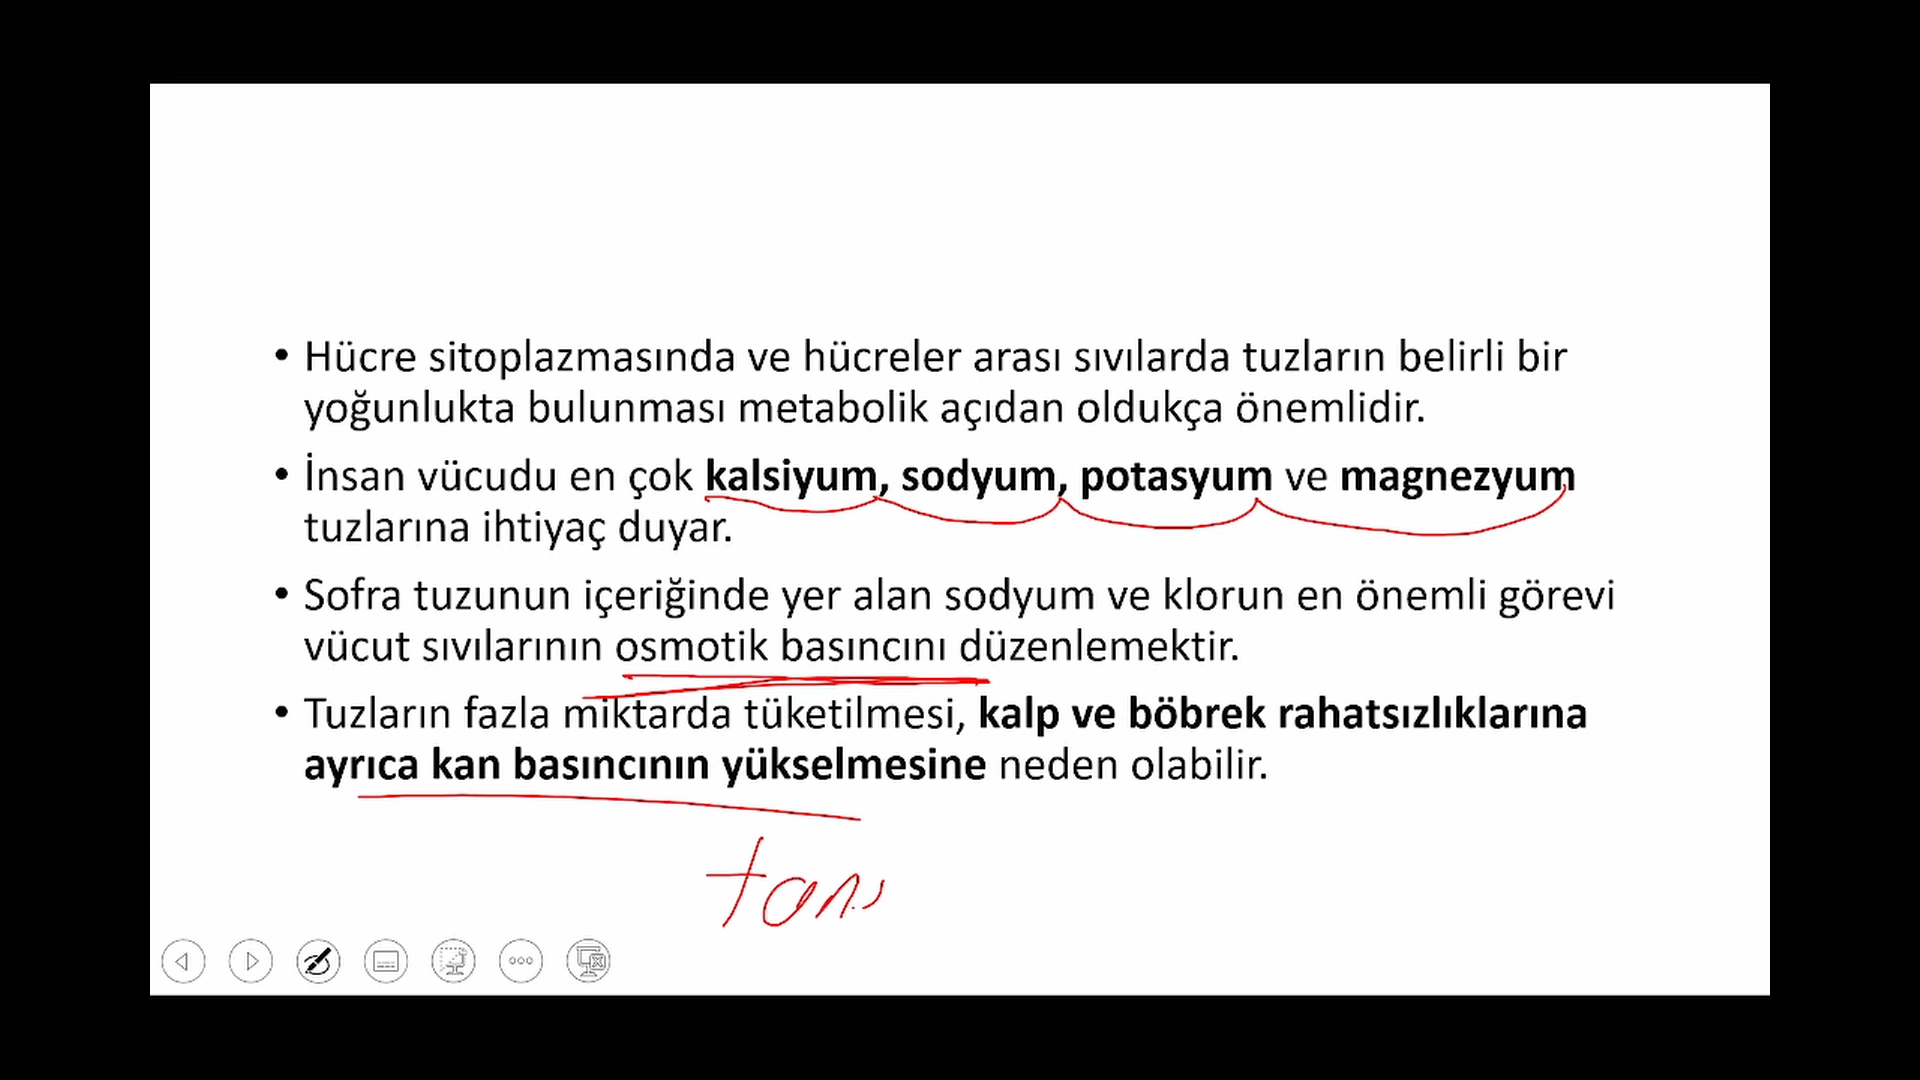 • Hücre sitoplazmasında ve hücreler arası sıvılarda tuzların belirli bir
yoğunlukta bulunması metabolik açıdan oldukça önemlidir.
• İnsan vücudu en çok kalsiyum, sodyum, potasyum ve magnezyum
tuzlarına ihtiyaç duyar.
• Sofra tuzunun içeriğinde yer alan sodyum ve klorun en önemli görevi
vücut sıvılarının osmotik basıncını düzenlemektir.
• Tuzların fazla miktarda tüketilmesi, kalp ve böbrek rahatsızlıklarına
ayrıca kan basıncının yükselmesine neden olabilir.